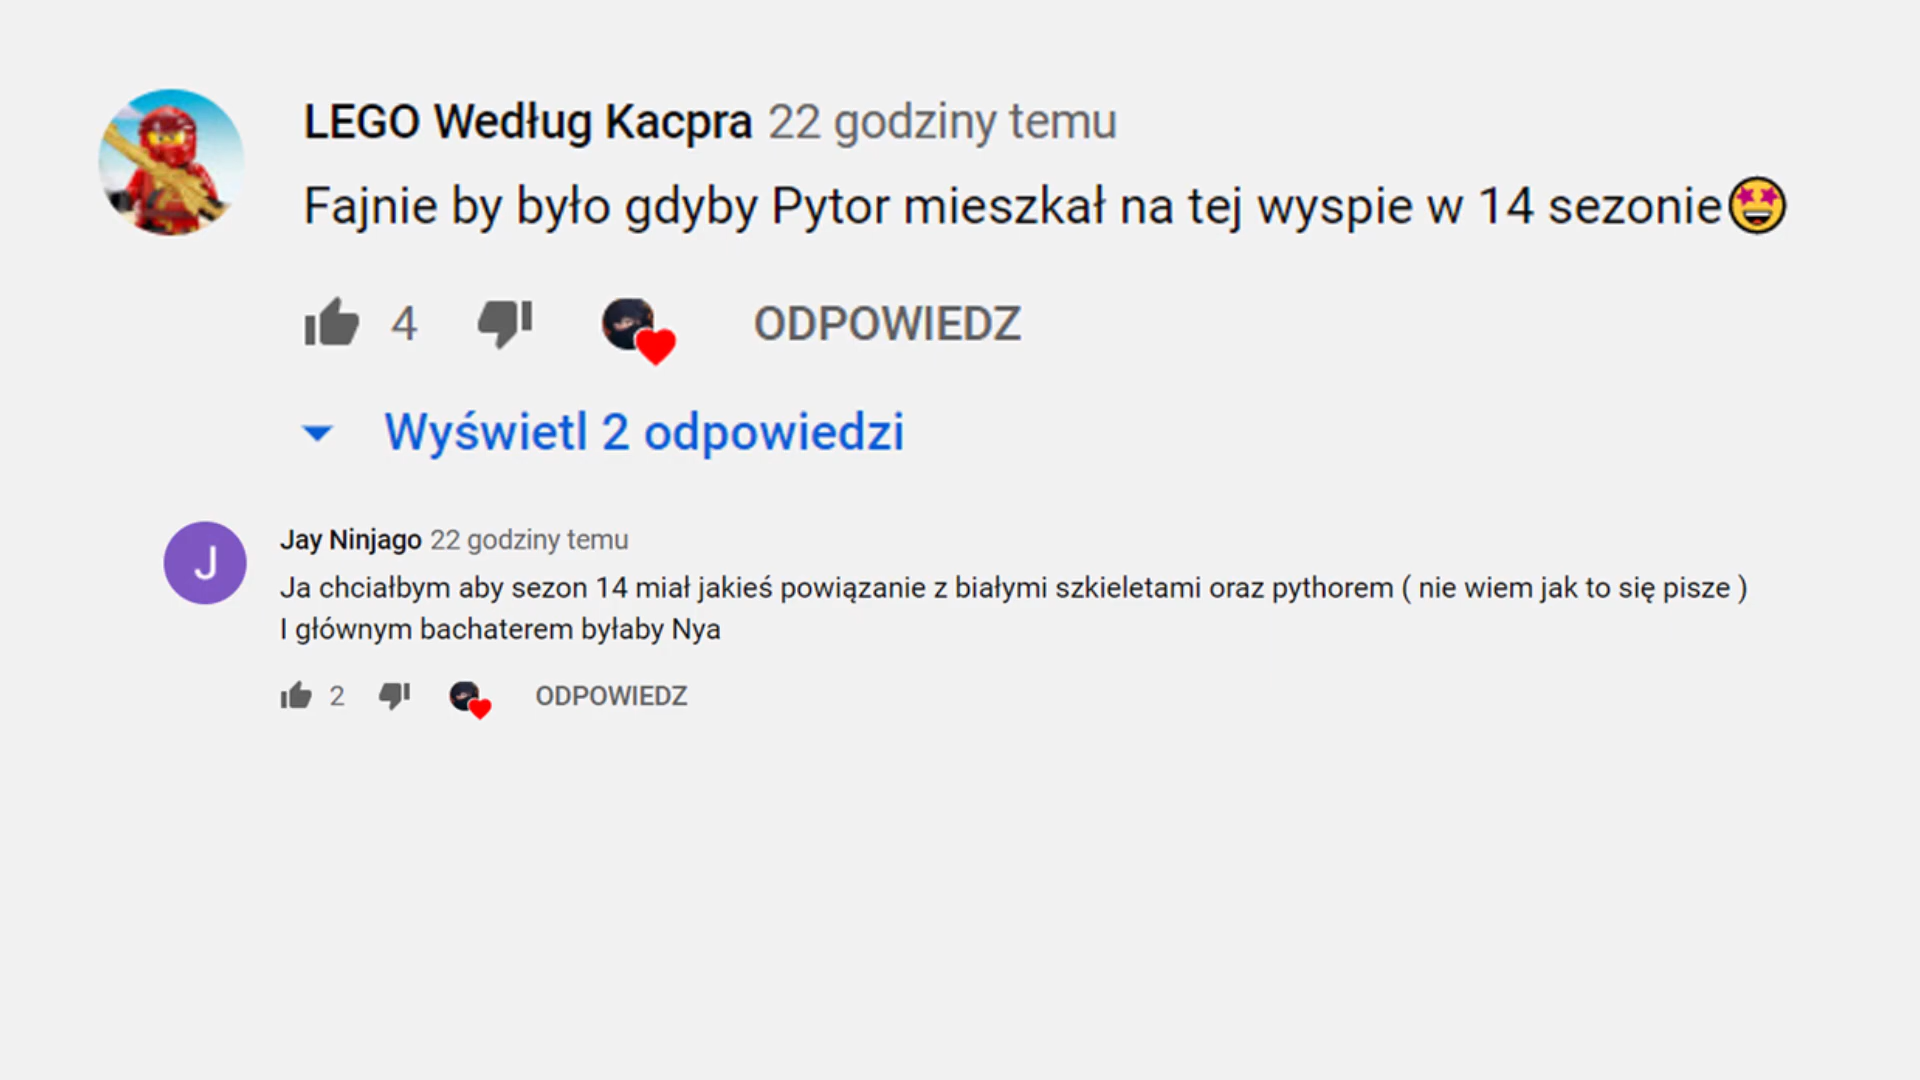 LEGO Według Kacpra 22 godziny temu
Fajnie by było gdyby Pytor mieszkał na tej wyspie w 14 sezonie🤩
4 ODPOWIEDZ
Wyświetl 2 odpowiedzi
J
Jay Ninjago 22 godziny temu
Ja chciałbym aby sezon 14 miał jakieś powiązanie z białymi szkieletami oraz pythorem ( nie wiem jak to się pisze )
I głównym bachaterem byłaby Nya
2 ODPOWIEDZ